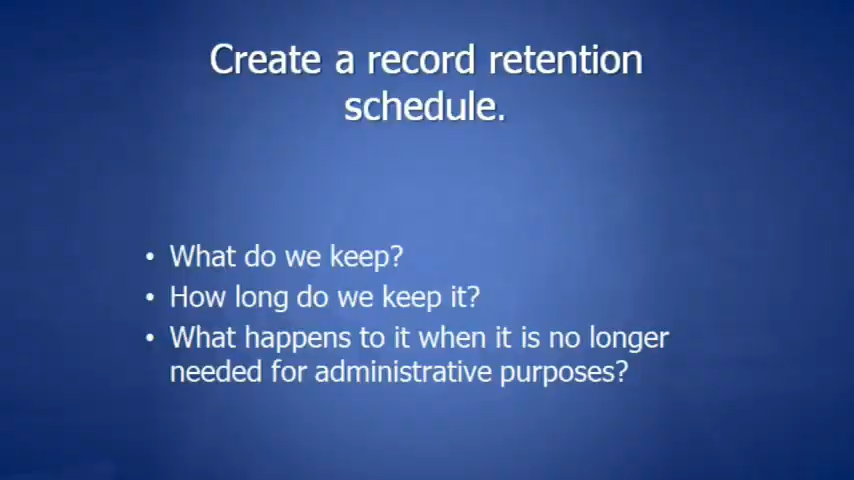 Create a record retention
schedule.
• What do we keep?
• How long do we keep it?
• What happens to it when it is no longer
needed for administrative purposes?